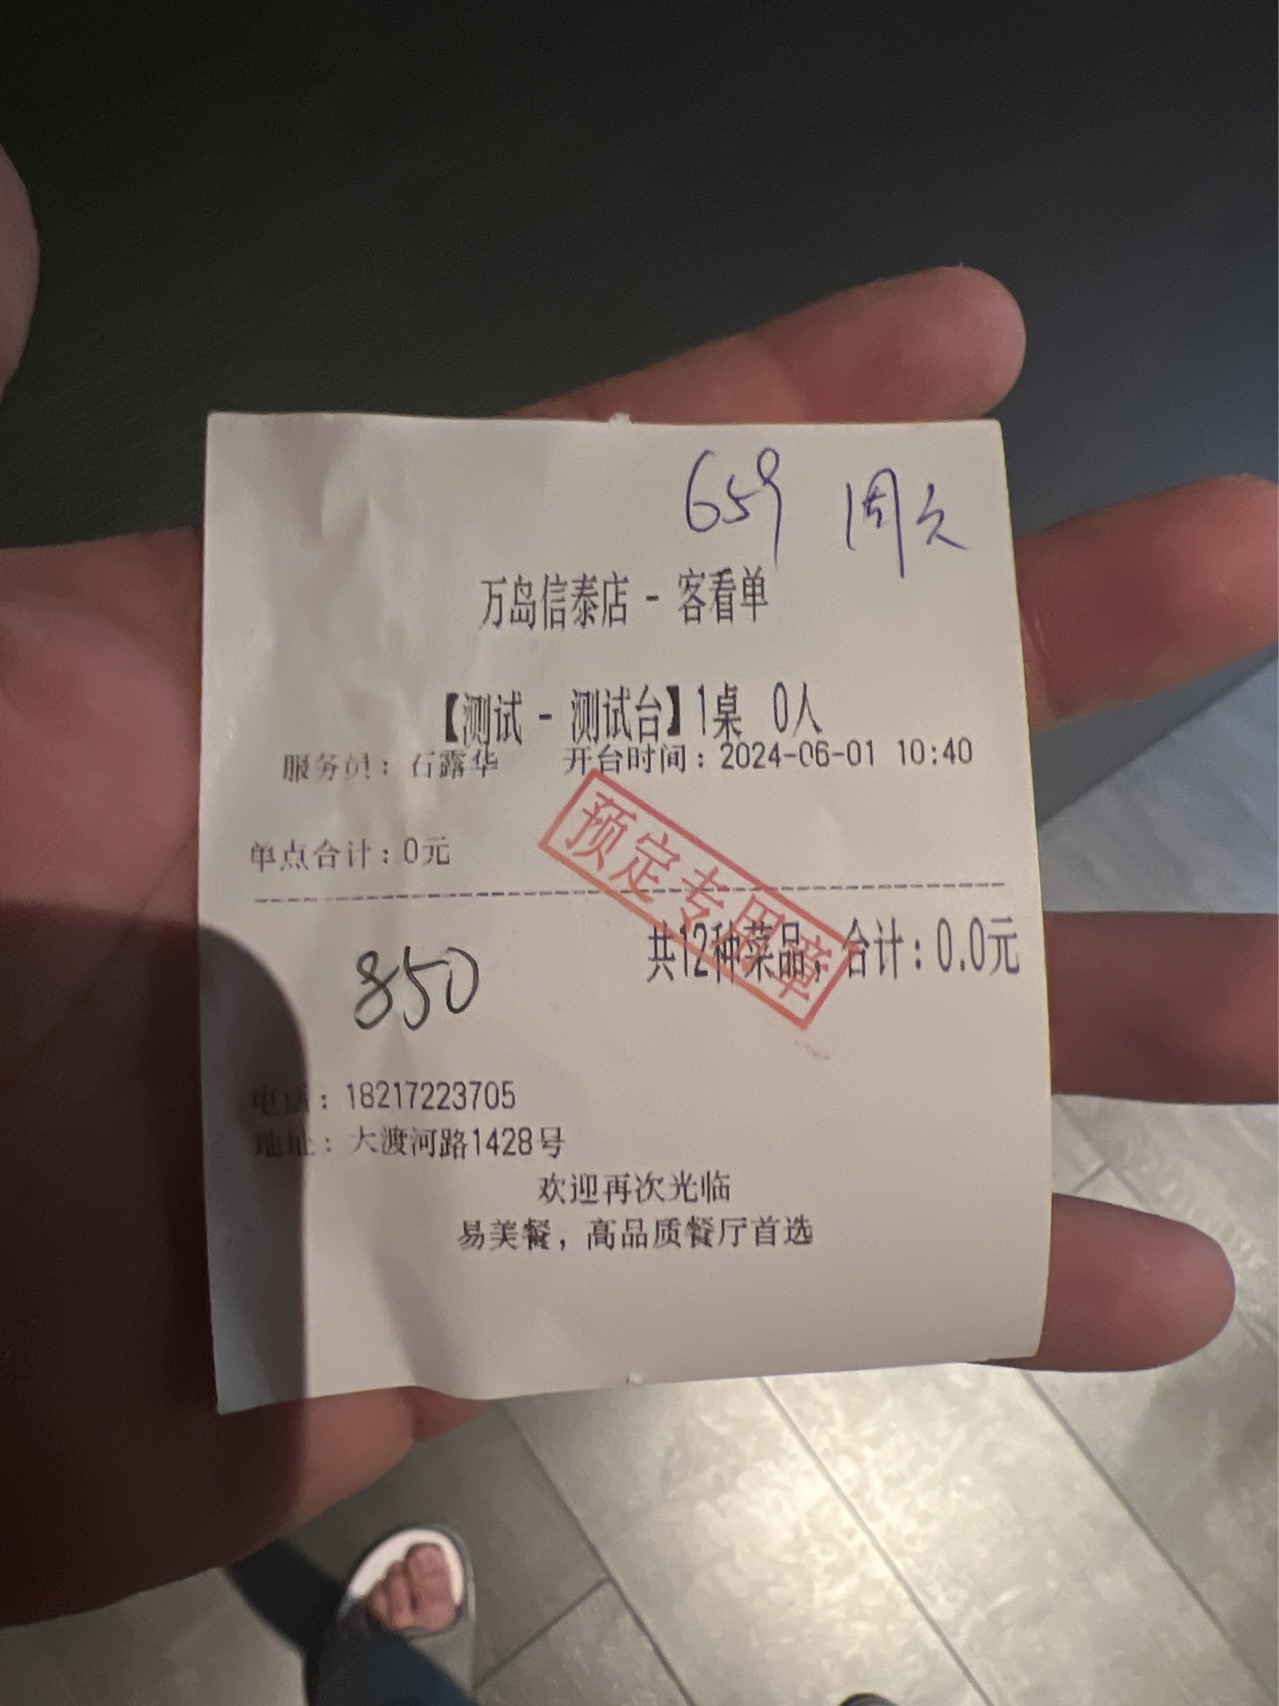 659 周六
万岛信泰店 - 客看单
【测试 - 测试台】1桌 0人
服务员：石露华 开台时间：2024-06-01 10:40
单点合计：0元
预定专用章
共12种菜品，合计：0.0元
850
电话：18217223705
地址：大渡河路1428号
欢迎再次光临
易美餐，高品质餐厅首选